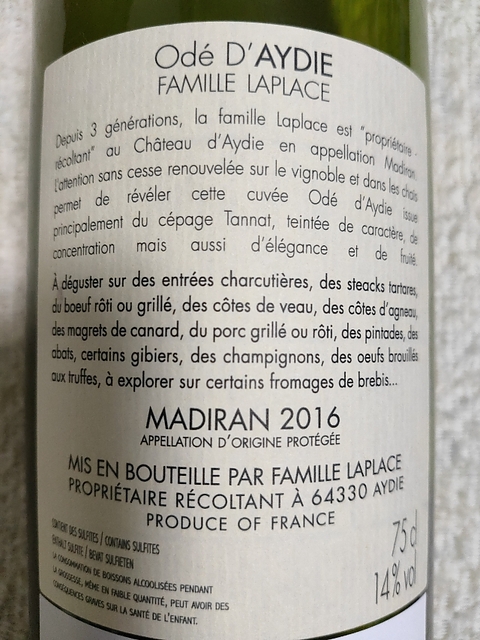 Odé D'AYDIE
FAMILLE LAPLACE
Depuis 3 générations, la famille Laplace est "propriétaire -
récoltant" au Château d'Aydie en appellation Madiran.
L'attention sans cesse renouvelée sur le vignoble et dans les chais
permet de révéler cette cuvée Odé d'Aydie issue
principalement du cépage Tannat, teintée de caractère, de
concentration mais aussi d'élégance et de fruité.
À déguster sur des entrées charcutières, des steacks tartares,
du boeuf rôti ou grillé, des côtes de veau, des côtes d'agneau,
des magrets de canard, du porc grillé ou rôti, des pintades, des
abats, certains gibiers, des champignons, des oeufs brouillés
aux truffes, à explorer sur certains fromages de brebis...
MADIRAN 2016
APPELLATION D'ORIGINE PROTÉGÉE
MIS EN BOUTEILLE PAR FAMILLE LAPLACE
PROPRIÉTAIRE RÉCOLTANT À 64330 AYDIE
PRODUCE OF FRANCE
75 cl
14% vol
CONTIENT DES SULFITES / CONTAINS SULFITES
ENTHALT SULFITE / BEVAT SULFIETEN
LA CONSOMMATION DE BOISSONS ALCOOLISÉES PENDANT
LA GROSSESSE, MÊME EN FAIBLE QUANTITÉ, PEUT AVOIR DES
CONSÉQUENCES GRAVES SUR LA SANTÉ DE L'ENFANT.